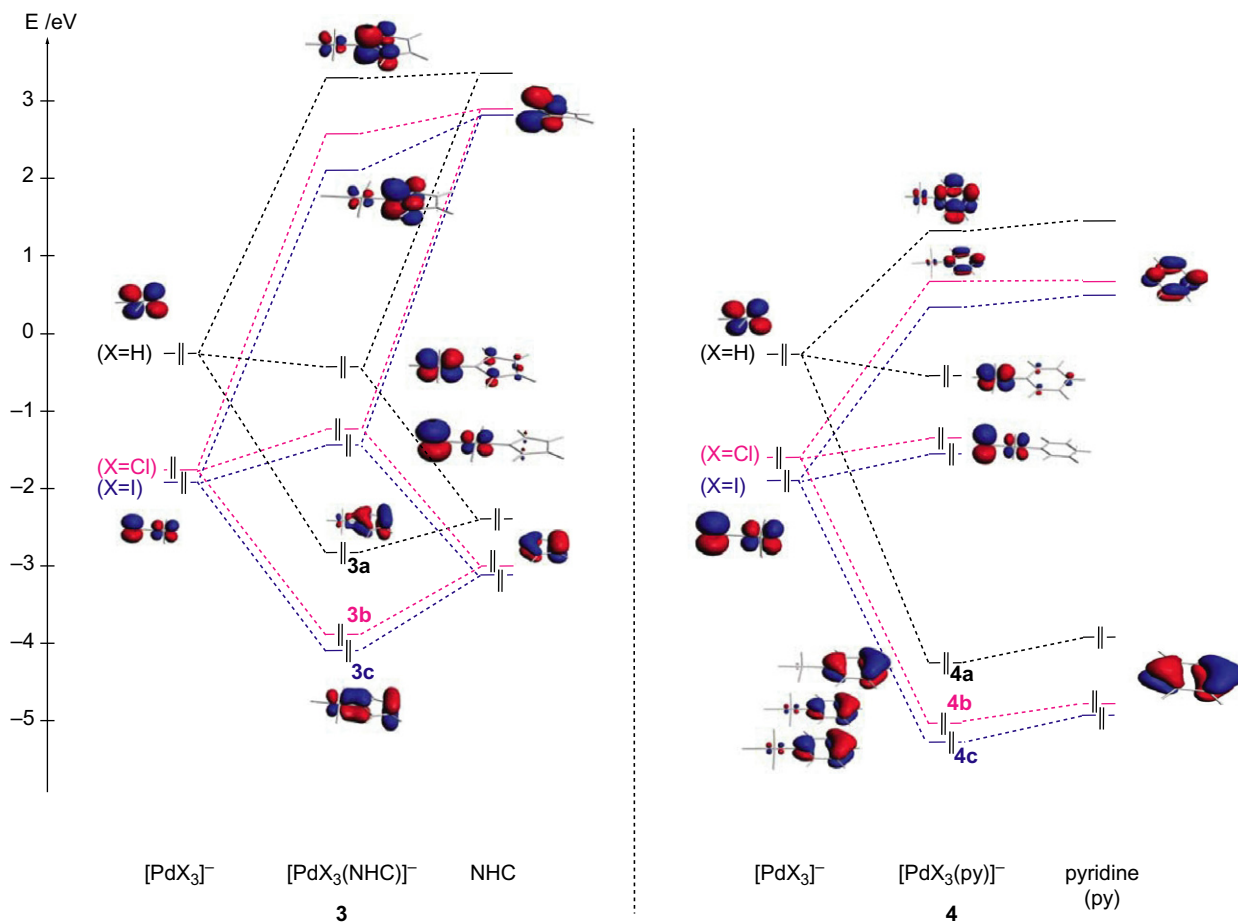 E /eV
3
2
1
0
–1
–2
–3
–4
–5
(X=H)
(X=Cl)
(X=I)
3a
3b
3c
[PdX₃]⁻
[PdX₃(NHC)]⁻
NHC
3
(X=H)
(X=Cl)
(X=I)
4a
4b
4c
[PdX₃]⁻
[PdX₃(py)]⁻
pyridine
(py)
4